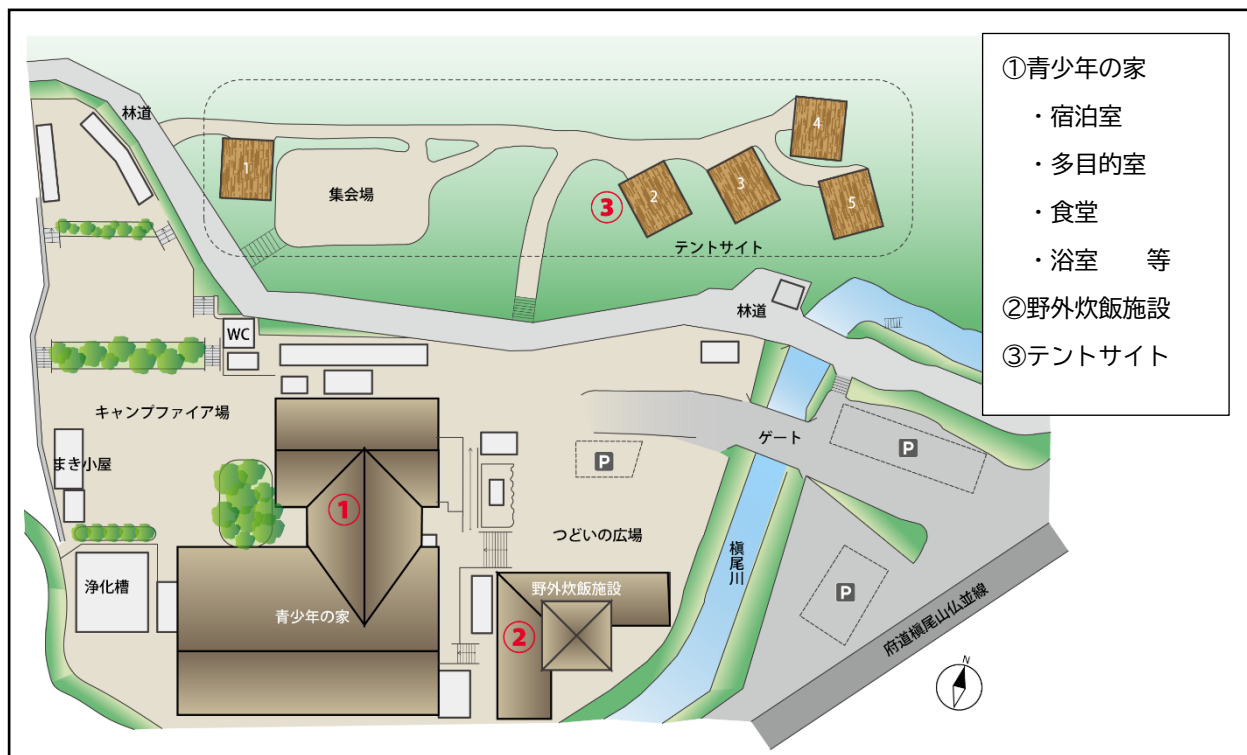 ①青少年の家
・宿泊室
・多目的室
・食堂
・浴室　等
②野外炊飯施設
③テントサイト
林道
1
集会場
③
2
3
4
5
テントサイト
林道
WC
キャンプファイア場
まき小屋
①
P
ゲート
P
つどいの広場
槇尾川
浄化槽
青少年の家
野外炊飯施設
②
P
府道槇尾山仏並線
N